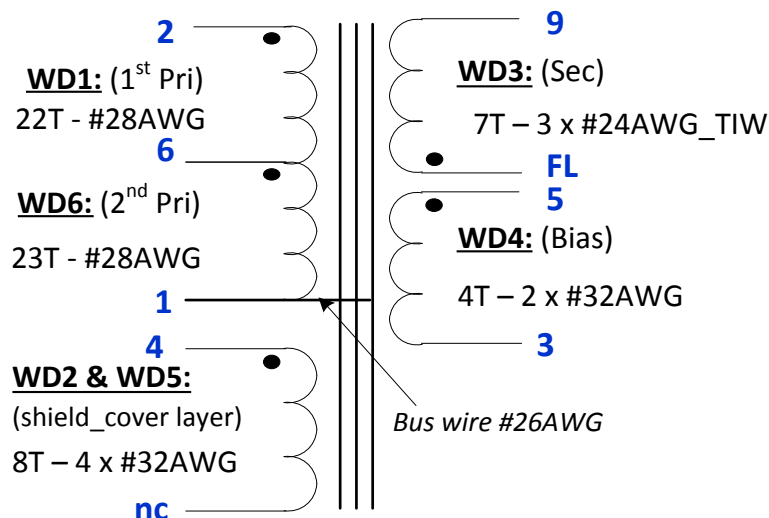 2
WD1: (1st Pri)
22T - #28AWG
6
WD6: (2nd Pri)
23T - #28AWG
1
4
WD2 & WD5:
(shield_cover layer)
8T – 4 x #32AWG
nc
9
WD3: (Sec)
7T – 3 x #24AWG_TIW
FL
5
WD4: (Bias)
4T – 2 x #32AWG
3
Bus wire #26AWG